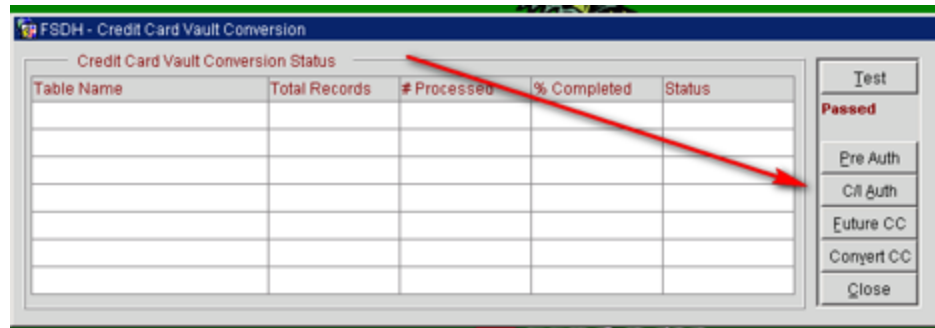 FSDH - Credit Card Vault Conversion
Credit Card Vault Conversion Status
Table Name Total Records # Processed % Completed Status
Test
Passed
Pre Auth
C/I Auth
Future CC
Convert CC
Close